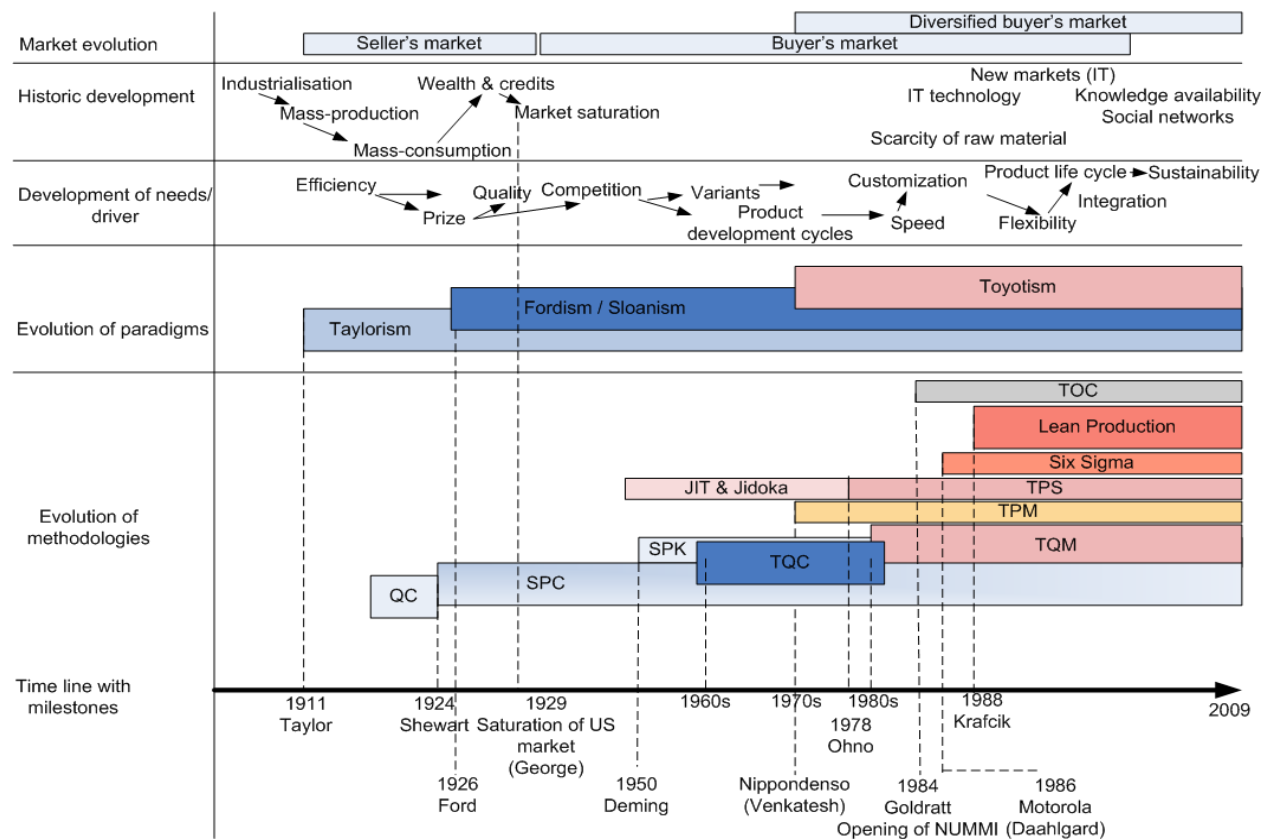 Market evolution
Diversified buyer's market
Seller's market
Buyer's market
Historic development
Industrialisation
Mass-production
Mass-consumption
Wealth & credits
Market saturation
New markets (IT)
IT technology
Knowledge availability
Social networks
Scarcity of raw material
Development of needs/
driver
Efficiency
Prize
Quality
Competition
Variants
Product
development cycles
Customization
Speed
Product life cycle
Sustainability
Integration
Flexibility
Evolution of paradigms
Toyotism
Fordism / Sloanism
Taylorism
Evolution of
methodologies
TOC
Lean Production
Six Sigma
JIT & Jidoka
TPS
TPM
SPK
TQC
TQM
QC
SPC
Time line with
milestones
1911
Taylor
1924
Shewart
1929
Saturation of US
market
(George)
1960s
1970s
1980s
1978
Ohno
1988
Krafcik
2009
1926
Ford
1950
Deming
Nippondenso
(Venkatesh)
1984
Goldratt
Opening of NUMMI
1986
Motorola
(Daahlgard)